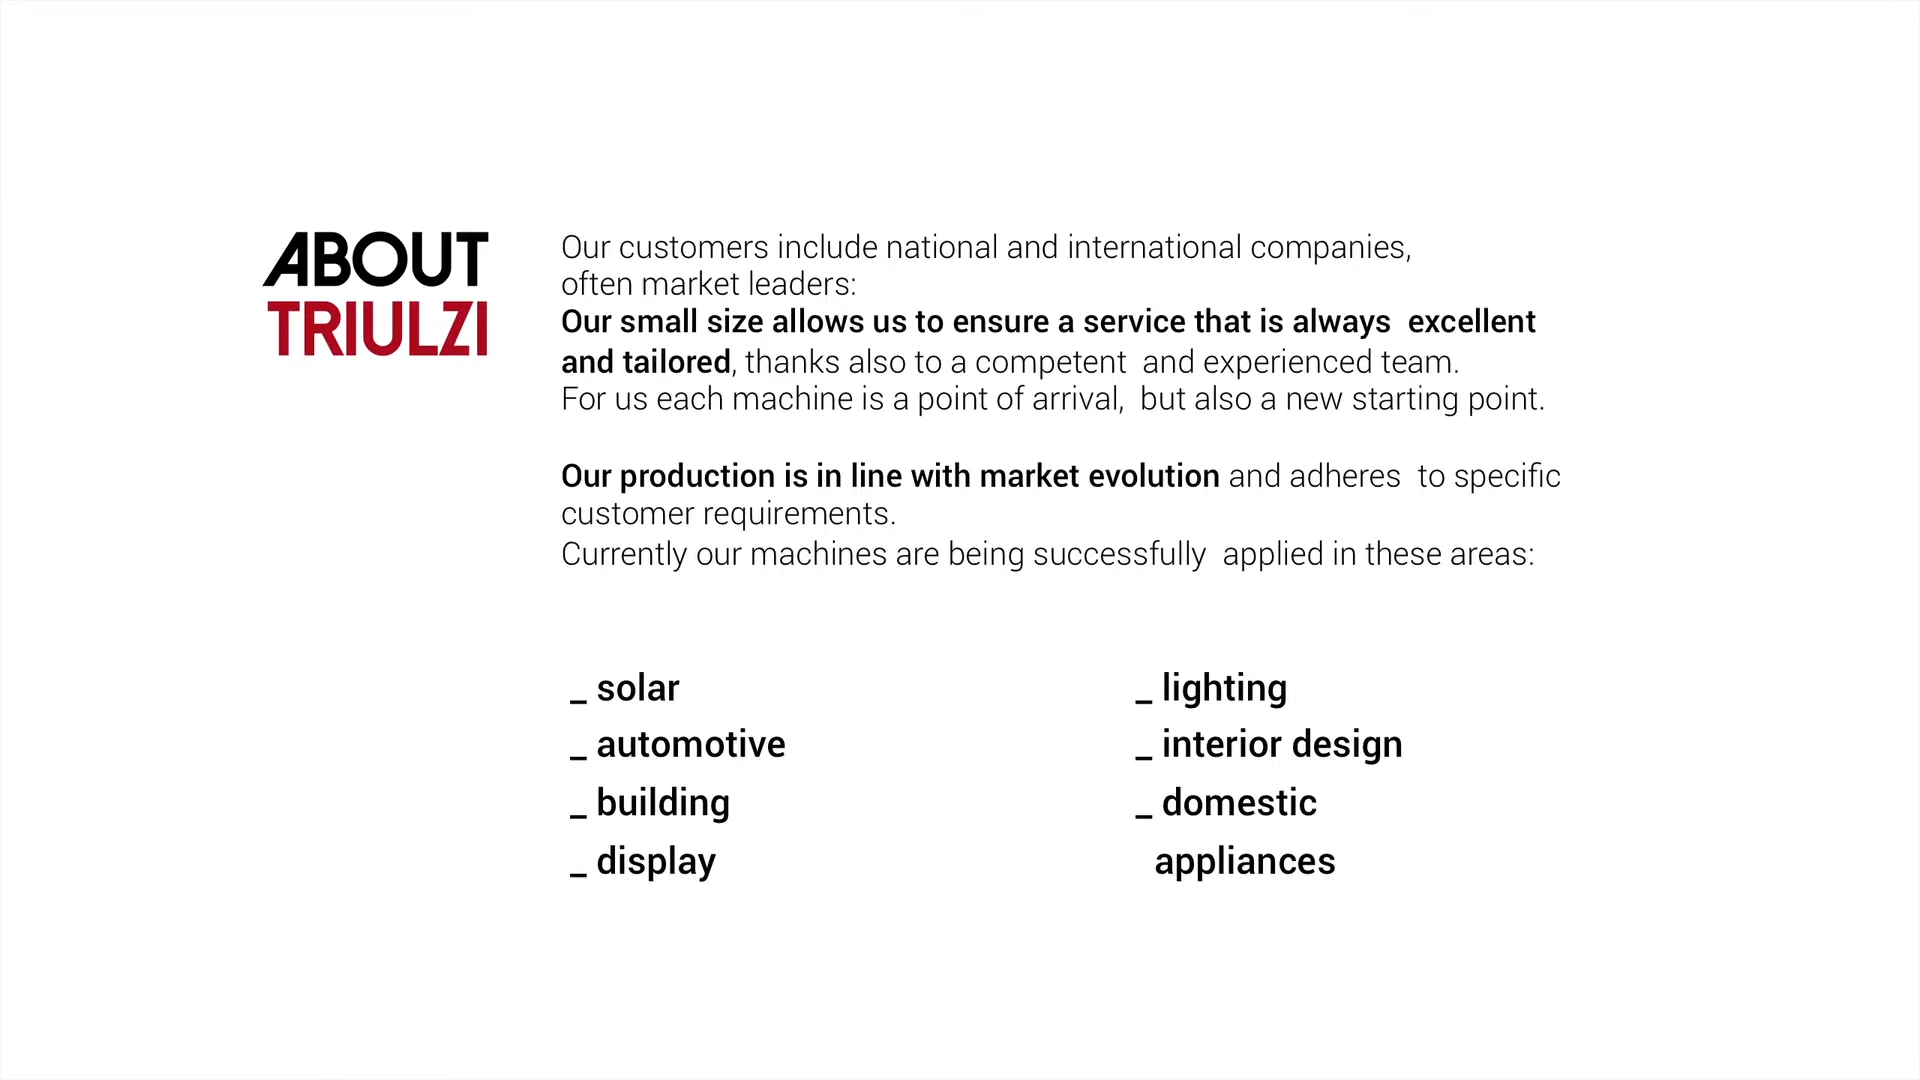 ABOUT
TRIULZI
Our customers include national and international companies,
often market leaders:
Our small size allows us to ensure a service that is always  excellent
and tailored, thanks also to a competent  and experienced team.
For us each machine is a point of arrival,  but also a new starting point.
Our production is in line with market evolution and adheres  to specific
customer requirements.
Currently our machines are being successfully  applied in these areas:
_ solar
_ automotive
_ building
_ display
_ lighting
_ interior design
_ domestic
appliances